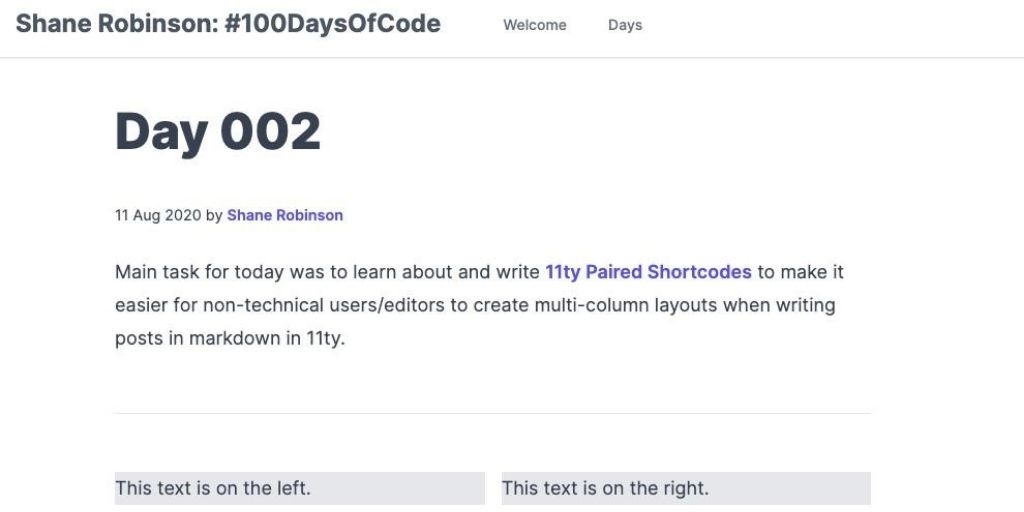 Shane Robinson: #100DaysOfCode
Welcome
Days
Day 002
11 Aug 2020 by Shane Robinson
Main task for today was to learn about and write 11ty Paired Shortcodes to make it
easier for non-technical users/editors to create multi-column layouts when writing
posts in markdown in 11ty.
This text is on the left.
This text is on the right.